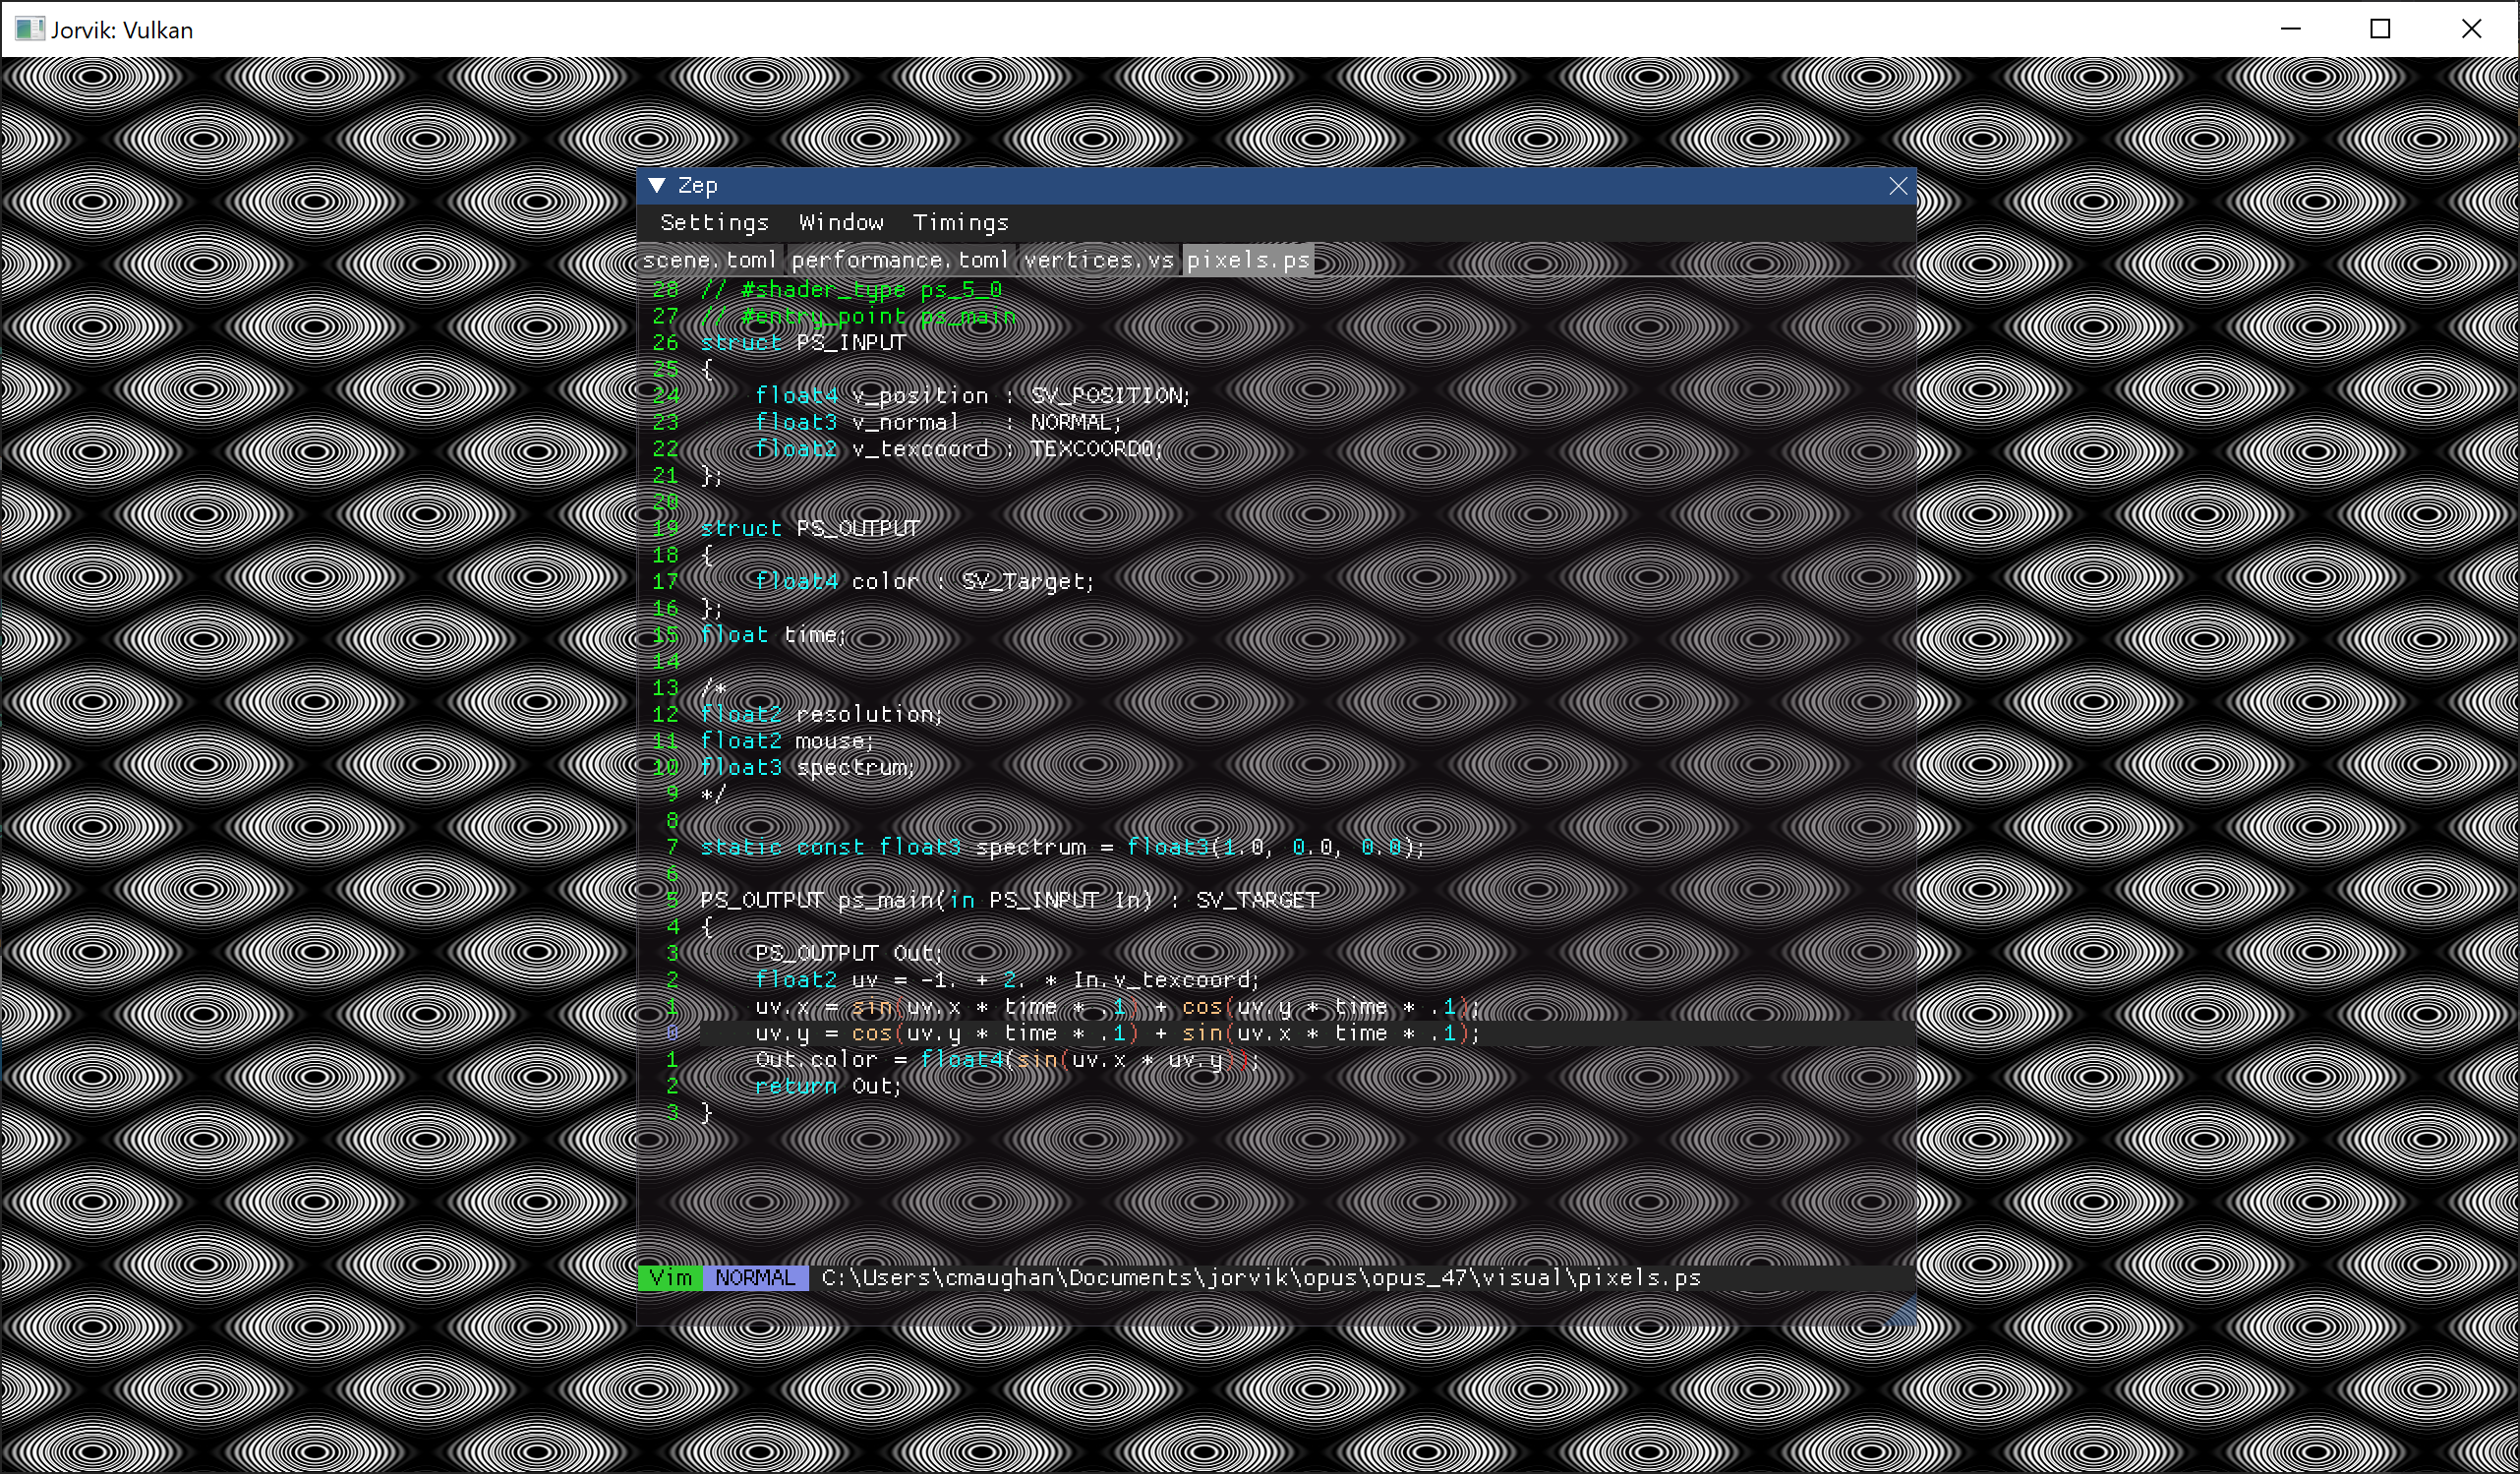 Jorvik: Vulkan
Zep
Settings Window Timings
scene.toml performance.toml vertices.vs pixels.ps
28 // #shader_type ps_5_0
27 // #entry_point ps_main
26 struct PS_INPUT
25 {
24     float4 v_position : SV_POSITION;
23     float3 v_normal   : NORMAL;
22     float2 v_texcoord : TEXCOORD0;
21 };
20
19 struct PS_OUTPUT
18 {
17     float4 color : SV_Target;
16 };
15 float time;
14
13 /*
12 float2 resolution;
11 float2 mouse;
10 float3 spectrum;
9 */
8
7 static const float3 spectrum = float3(1.0, 0.0, 0.0);
6
5 PS_OUTPUT ps_main(in PS_INPUT In) : SV_TARGET
4 {
3     PS_OUTPUT Out;
2     float2 uv = -1. + 2. * In.v_texcoord;
1     uv.x = sin(uv.x * time * .1) + cos(uv.y * time * .1);
0     uv.y = cos(uv.y * time * .1) + sin(uv.x * time * .1);
1     Out.color = float4(sin(uv.x * uv.y));
2     return Out;
3 }
Vim NORMAL C:\Users\cmaughan\Documents\jorvik\opus\opus_47\visual\pixels.ps